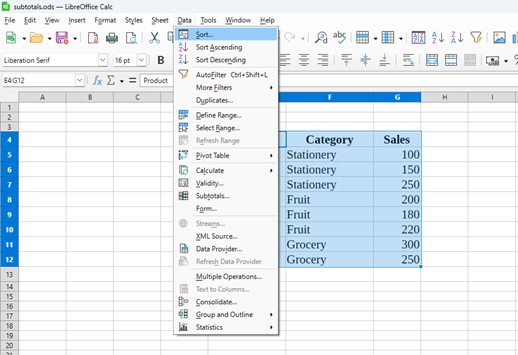 subtotals.ods — LibreOffice Calc
File Edit View Insert Format Styles Sheet Data Tools Window Help
Liberation Serif 16 pt B
E4:G12 fx Σ = Product
A B C F G H I
Sort...
Sort Ascending
Sort Descending
AutoFilter Ctrl+Shift+L
More Filters
Duplicates...
Define Range...
Select Range...
Refresh Range
Pivot Table
Calculate
Validity...
Subtotals...
Form...
Streams...
XML Source...
Data Provider...
Refresh Data Provider
Multiple Operations...
Text to Columns...
Consolidate...
Group and Outline
Statistics
1
2
3
4 Category Sales
5 Stationery 100
6 Stationery 150
7 Stationery 250
8 Fruit 200
9 Fruit 180
10 Fruit 220
11 Grocery 300
12 Grocery 250
13
14
15
16
17
18
19
20
21